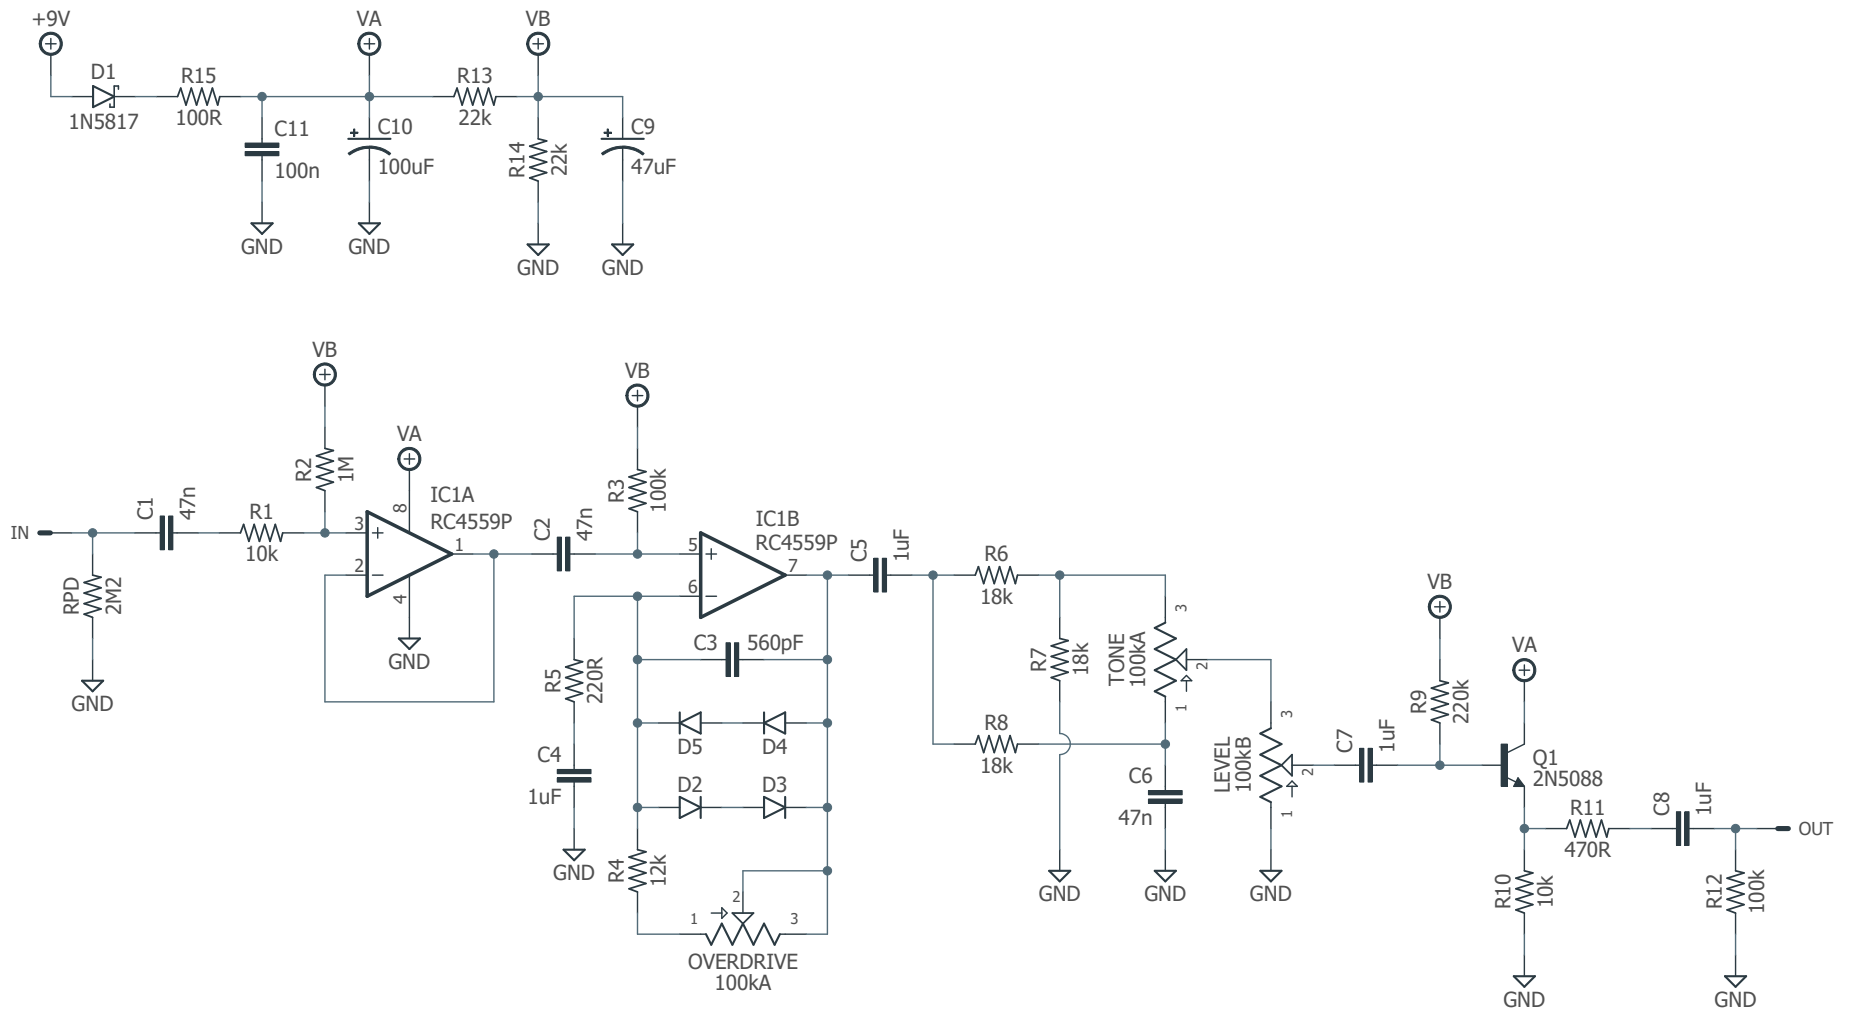 +9V
VA
VB
D1
1N5817
R15
100R
R13
22k
C11
100n
C10
100uF
R14
22k
C9
47uF
GND
GND
GND
GND
VB
VB
VA
R2
1M
R3
100k
IN
C1
47n
R1
10k
3
2
8
4
1
IC1A
RC4559P
C2
47n
5
6
7
IC1B
RC4559P
C5
1uF
RPD
2M2
GND
GND
R5
220R
C4
1uF
GND
C3
560pF
D5
D4
D2
D3
R4
12k
1
2
3
OVERDRIVE
100kA
R6
18k
R7
18k
R8
18k
TONE
100kA
3
2
1
C6
47n
LEVEL
100kB
3
2
1
GND
GND
GND
C7
1uF
VB
R9
220k
VA
Q1
2N5088
R11
470R
C8
1uF
OUT
R10
10k
R12
100k
GND
GND